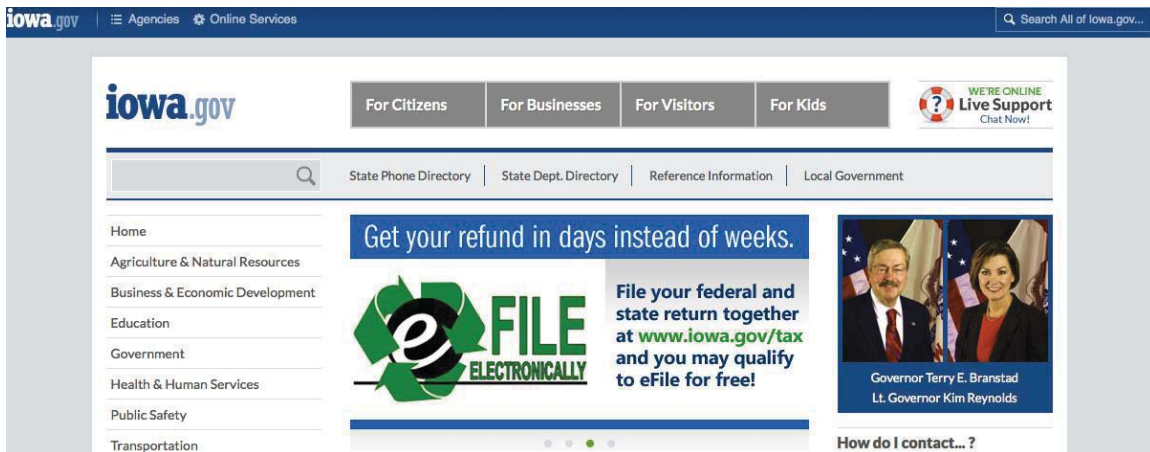 iowa.gov
Agencies
Online Services
Search All of Iowa.gov...
iowa.gov
For Citizens
For Businesses
For Visitors
For Kids
?
WE'RE ONLINE
Live Support
Chat Now!
State Phone Directory
State Dept. Directory
Reference Information
Local Government
Home
Agriculture & Natural Resources
Business & Economic Development
Education
Government
Health & Human Services
Public Safety
Transportation
Get your refund in days instead of weeks.
e FILE
ELECTRONICALLY
File your federal and
state return together
at www.iowa.gov/tax
and you may qualify
to eFile for free!
Governor Terry E. Branstad
Lt. Governor Kim Reynolds
How do I contact... ?